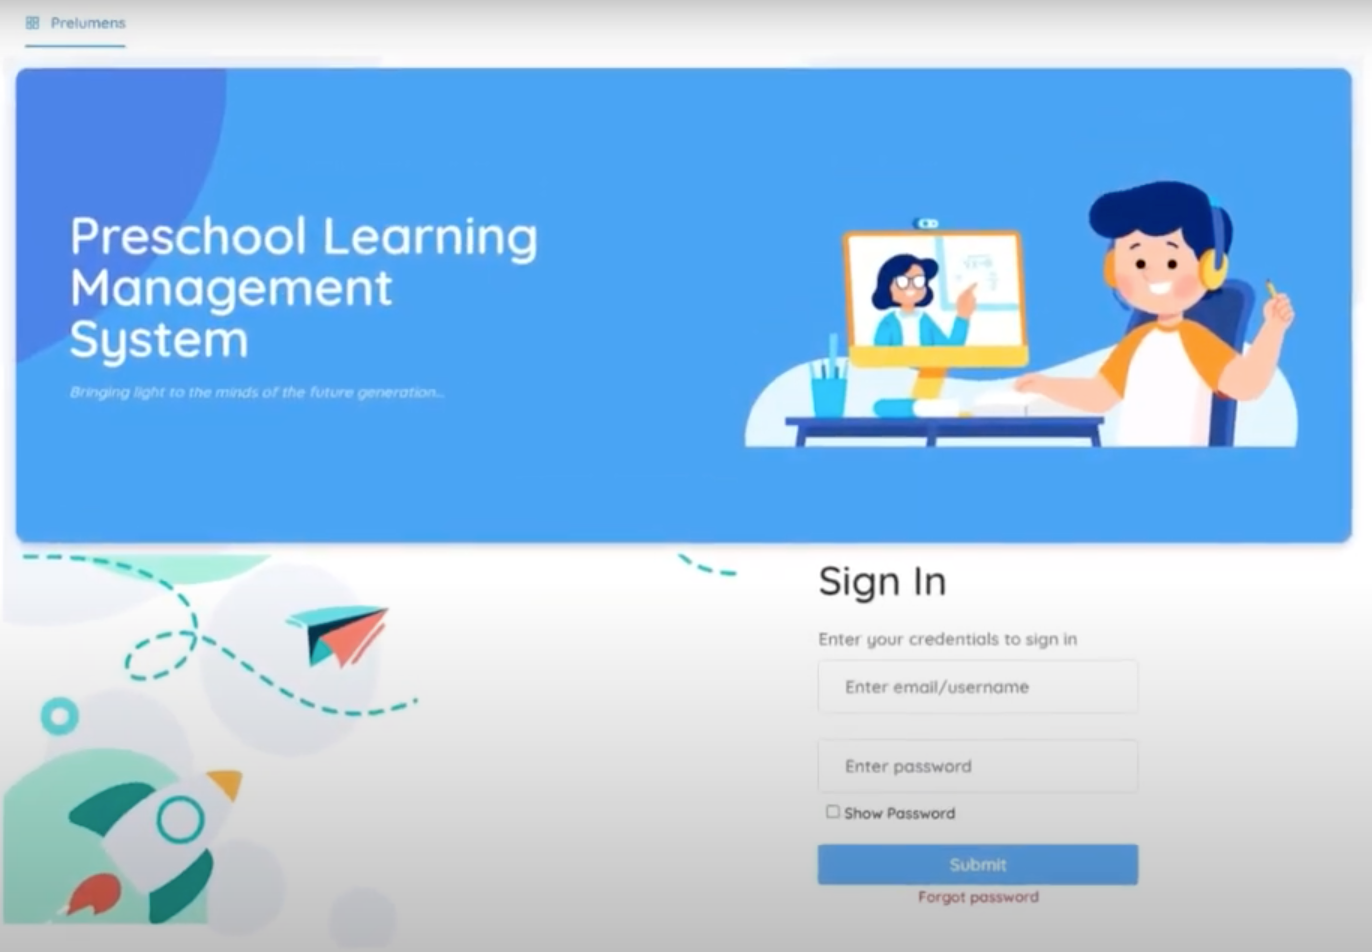 Prelumens
Preschool Learning
Management
System
Bringing light to the minds of the future generation...
Sign In
Enter your credentials to sign in
Enter email/username
Enter password
Show Password
Submit
Forgot password